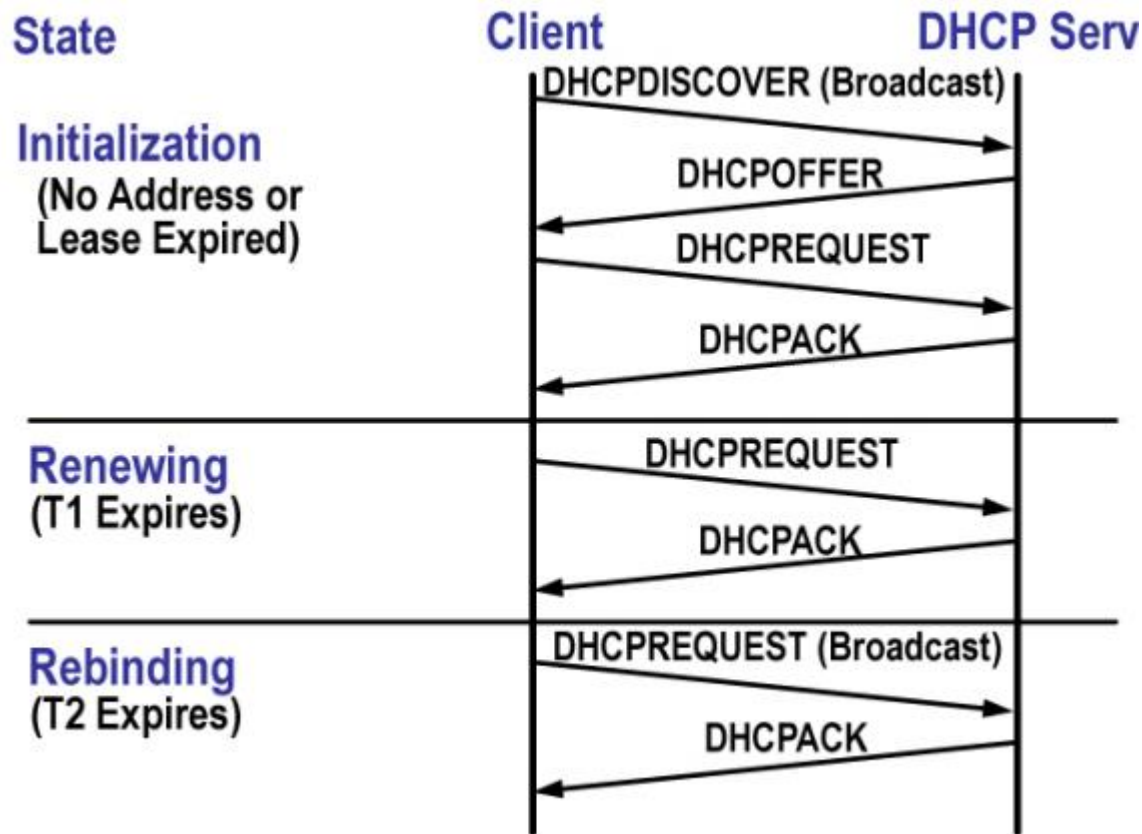 State
Client
DHCP Serv
DHCPDISCOVER (Broadcast)
Initialization
(No Address or
Lease Expired)
DHCPOFFER
DHCPREQUEST
DHCPACK
Renewing
(T1 Expires)
DHCPREQUEST
DHCPACK
Rebinding
(T2 Expires)
DHCPREQUEST (Broadcast)
DHCPACK